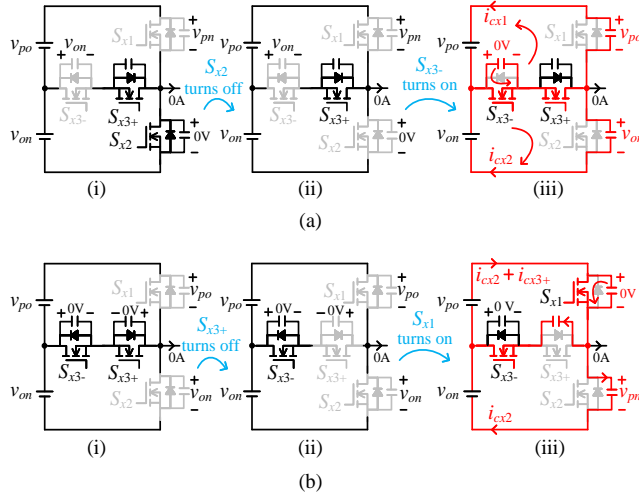 v_po
v_on
v_on
+ −
S_x3-
S_x3+
S_x1
+
v_pn
−
0A
S_x2
+
0V
−
(i)
S_x2
turns off
v_po
v_on
v_on
+ −
S_x3-
S_x3+
S_x1
+
v_pn
−
0A
S_x2
+
0V
−
(ii)
S_x3-
turns on
v_po
v_on
i_cx1
0V
+ −
S_x3-
S_x3+
S_x1
+
v_po
−
0A
S_x2
+
v_on
−
i_cx2
(iii)
(a)
v_po
v_on
+ 0V −
− 0V +
S_x3-
S_x3+
S_x1
+
v_po
−
0A
S_x2
+
v_on
−
(i)
S_x3+
turns off
v_po
v_on
+ 0V −
− 0V +
S_x3-
S_x3+
S_x1
+
v_po
−
0A
S_x2
+
v_on
−
(ii)
S_x1
turns on
v_po
v_on
i_cx2 + i_cx3+
+ 0 V −
S_x3-
S_x3+
S_x1
+
0V
−
0A
S_x2
+
v_pn
−
i_cx2
(iii)
(b)